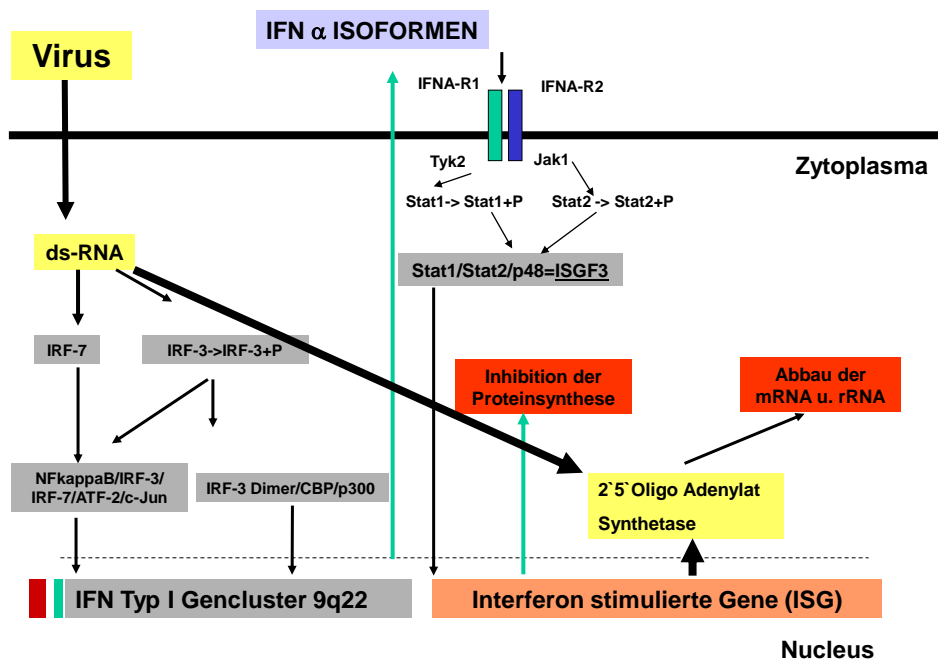 IFN α ISOFORMEN
Virus
IFNA-R1
IFNA-R2
Zytoplasma
Tyk2
Jak1
Stat1-> Stat1+P
Stat2 -> Stat2+P
ds-RNA
Stat1/Stat2/p48=ISGF3
IRF-7
IRF-3->IRF-3+P
Inhibition der
Proteinsynthese
Abbau der
mRNA u. rRNA
NFkappaB/IRF-3/
IRF-7/ATF-2/c-Jun
IRF-3 Dimer/CBP/p300
2`5`Oligo Adenylat
Synthetase
IFN Typ I Gencluster 9q22
Interferon stimulierte Gene (ISG)
Nucleus